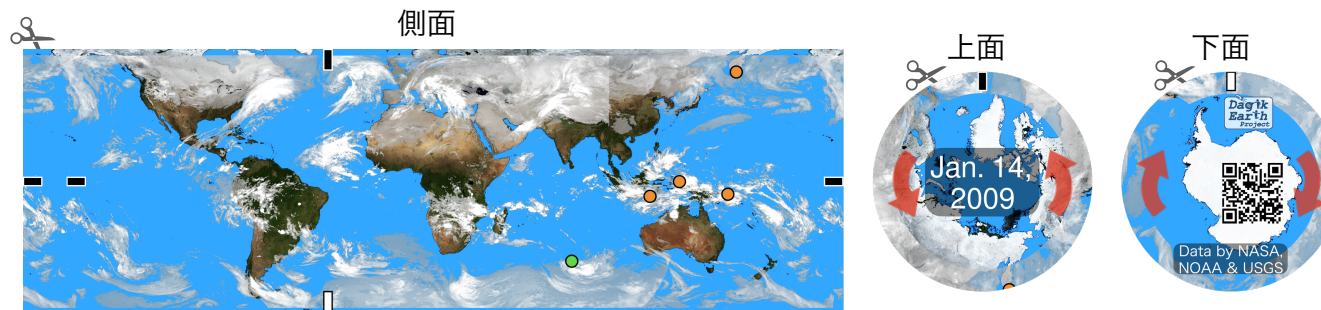 側面
上面
下面
Jan. 14,
2009
Dagik
Earth
Project
Data by NASA,
NOAA & USGS